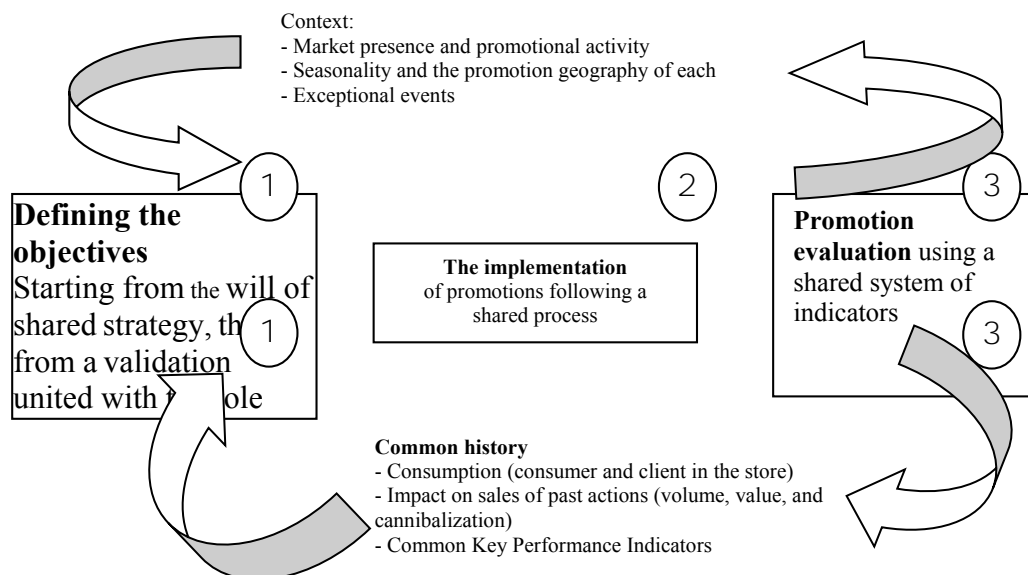 Context:
- Market presence and promotional activity
- Seasonality and the promotion geography of each
- Exceptional events
1
2
3
Defining the
objectives
Starting from the will of
shared strategy, th
from a validation
united with t ole
1
The implementation
of promotions following a
shared process
Promotion
evaluation using a
shared system of
indicators
3
Common history
- Consumption (consumer and client in the store)
- Impact on sales of past actions (volume, value, and
cannibalization)
- Common Key Performance Indicators